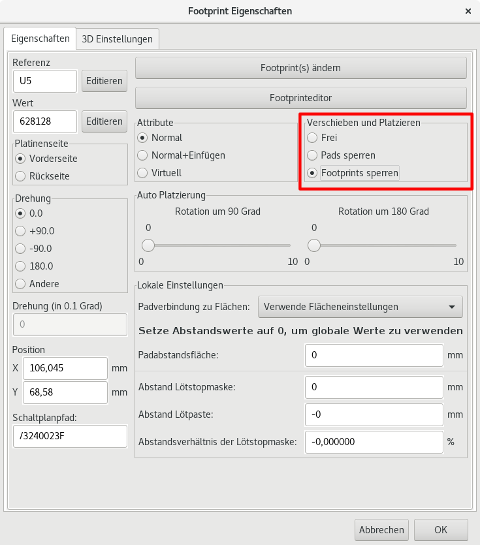 Footprint Eigenschaften
Eigenschaften
3D Einstellungen
Referenz
U5
Editieren
Wert
628128
Editieren
Platinenseite
Vorderseite
Rückseite
Drehung
0.0
+90.0
-90.0
180.0
Andere
Drehung (in 0.1 Grad)
0
Position
X 106,045 mm
Y 68,58 mm
Schaltplanpfad:
/3240023F
Footprint(s) ändern
Footprinteditor
Attribute
Normal
Normal+Einfügen
Virtuell
Verschieben und Platzieren
Frei
Pads sperren
Footprints sperren
Auto Platzierung
Rotation um 90 Grad
0
0 10
Rotation um 180 Grad
0
0 10
Lokale Einstellungen
Padverbindung zu Flächen: Verwende Flächeneinstellungen
Setze Abstandswerte auf 0, um globale Werte zu verwenden
Padabstandsfläche: 0 mm
Abstand Lötstopmaske: 0 mm
Abstand Lötpaste: -0 mm
Abstandsverhältnis der Lötstopmaske: -0,000000 %
Abbrechen
OK